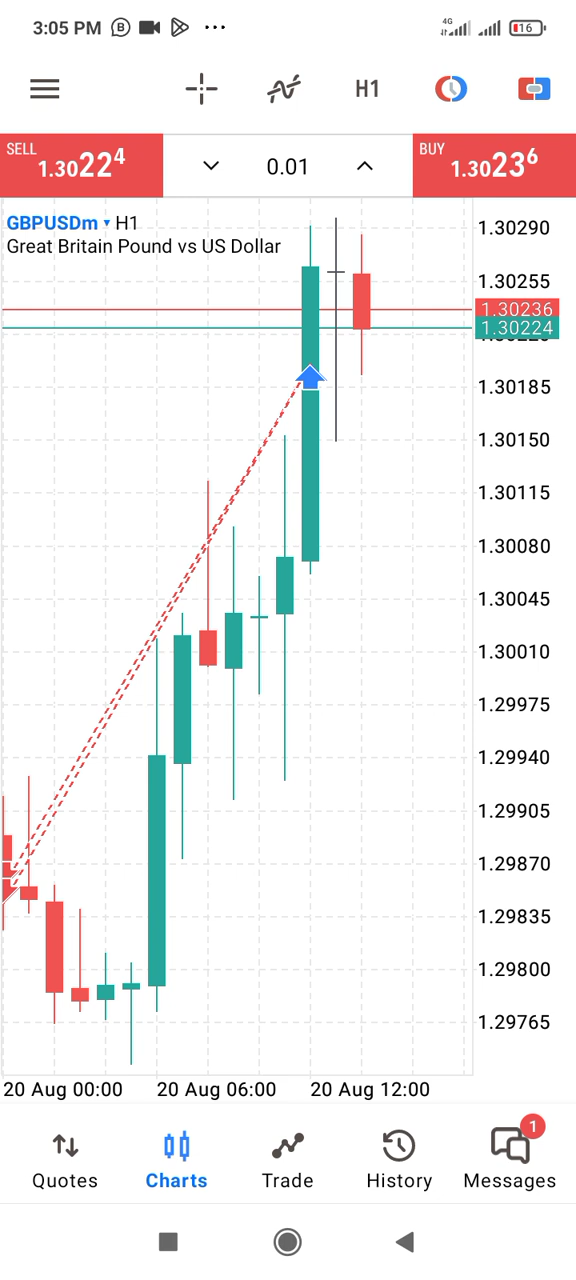 3:05 PM
4G
16
H1
SELL
1.30224
0.01
BUY
1.30236
GBPUSDm H1
Great Britain Pound vs US Dollar
1.30290
1.30255
1.30236
1.30224
1.30185
1.30150
1.30115
1.30080
1.30045
1.30010
1.29975
1.29940
1.29905
1.29870
1.29835
1.29800
1.29765
20 Aug 00:00 20 Aug 06:00 20 Aug 12:00
1
Quotes Charts Trade History Messages